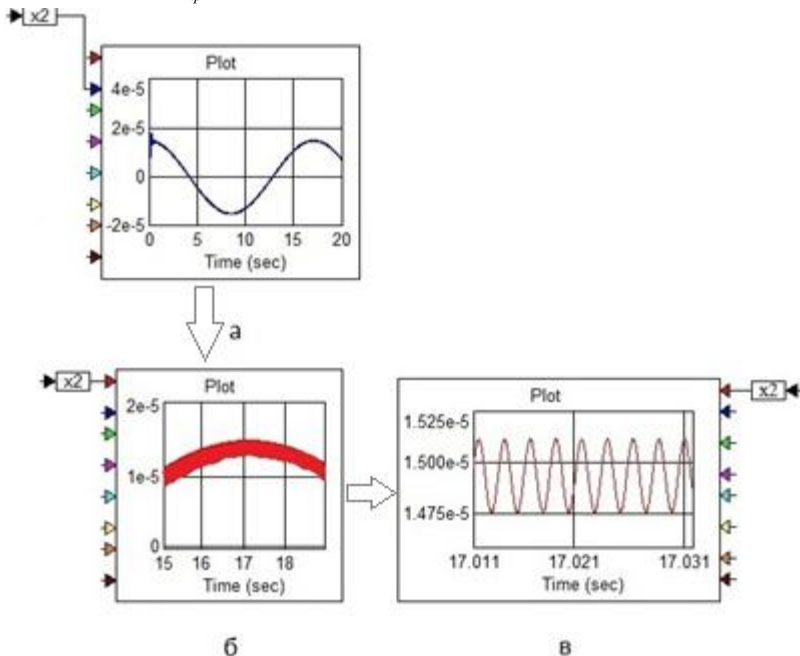 x2
Plot
4e-5
2e-5
0
-2e-5
0 5 10 15 20
Time (sec)
а
x2
Plot
2e-5
1e-5
0
15 16 17 18
Time (sec)
Plot
x2
1.525e-5
1.500e-5
1.475e-5
17.011 17.021 17.031
Time (sec)
б
в